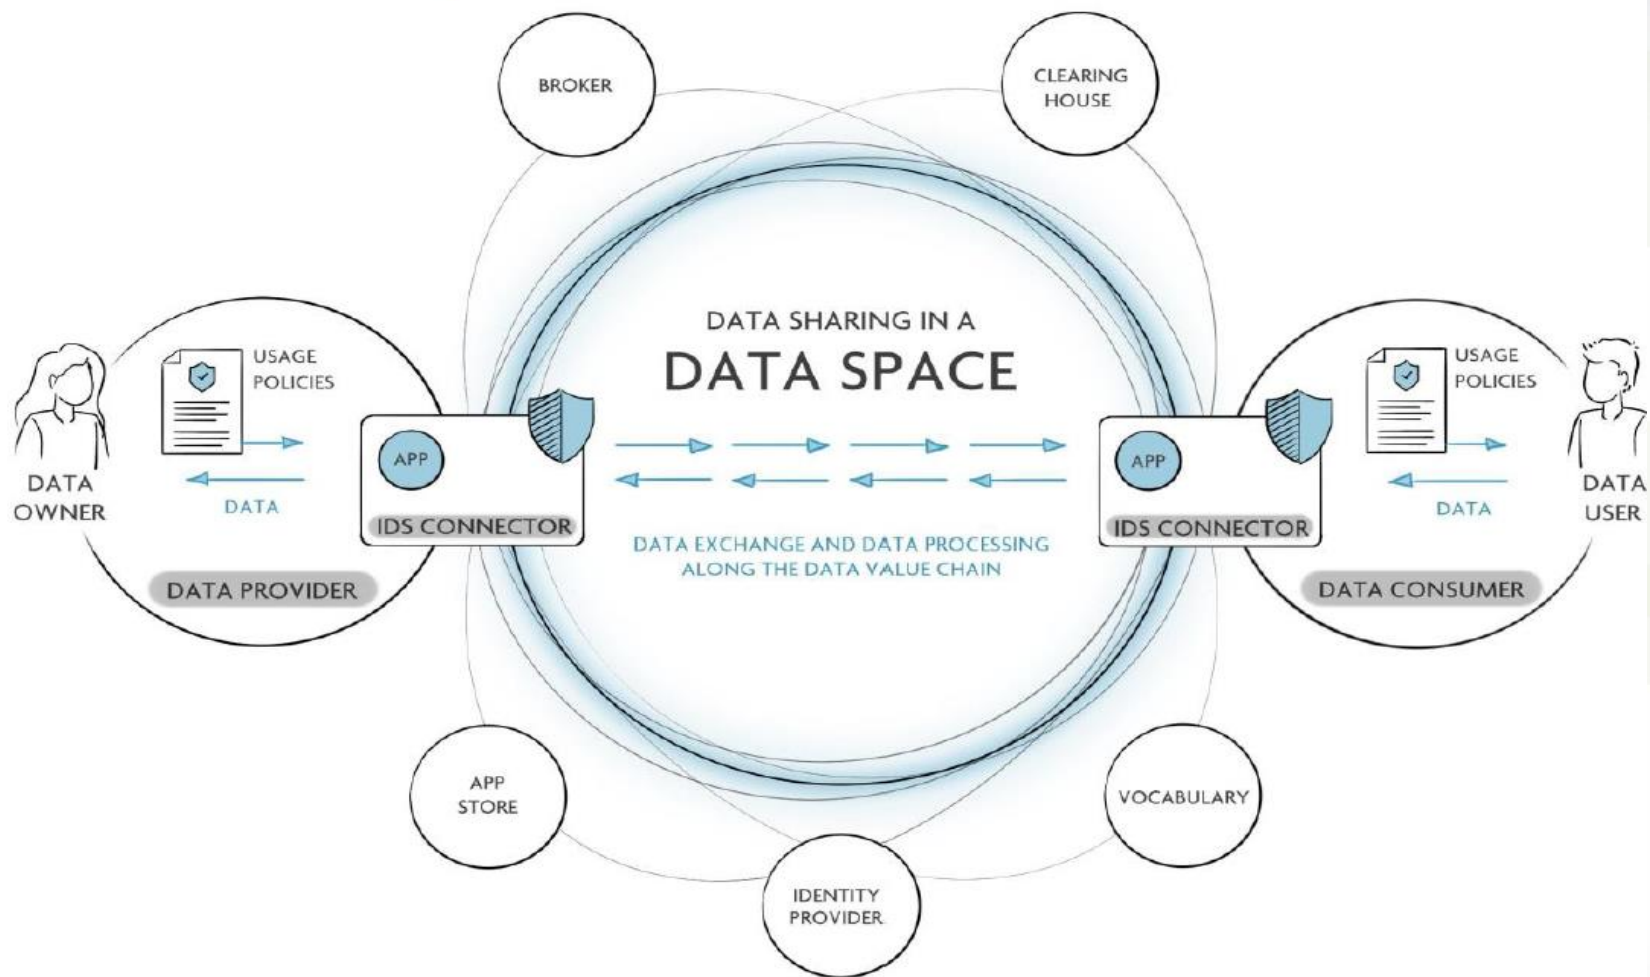 BROKER
CLEARING
HOUSE
DATA SHARING IN A
DATA SPACE
USAGE
POLICIES
DATA
OWNER
DATA
APP
IDS CONNECTOR
DATA PROVIDER
DATA EXCHANGE AND DATA PROCESSING
ALONG THE DATA VALUE CHAIN
APP
IDS CONNECTOR
USAGE
POLICIES
DATA
DATA
USER
DATA CONSUMER
APP
STORE
IDENTITY
PROVIDER
VOCABULARY